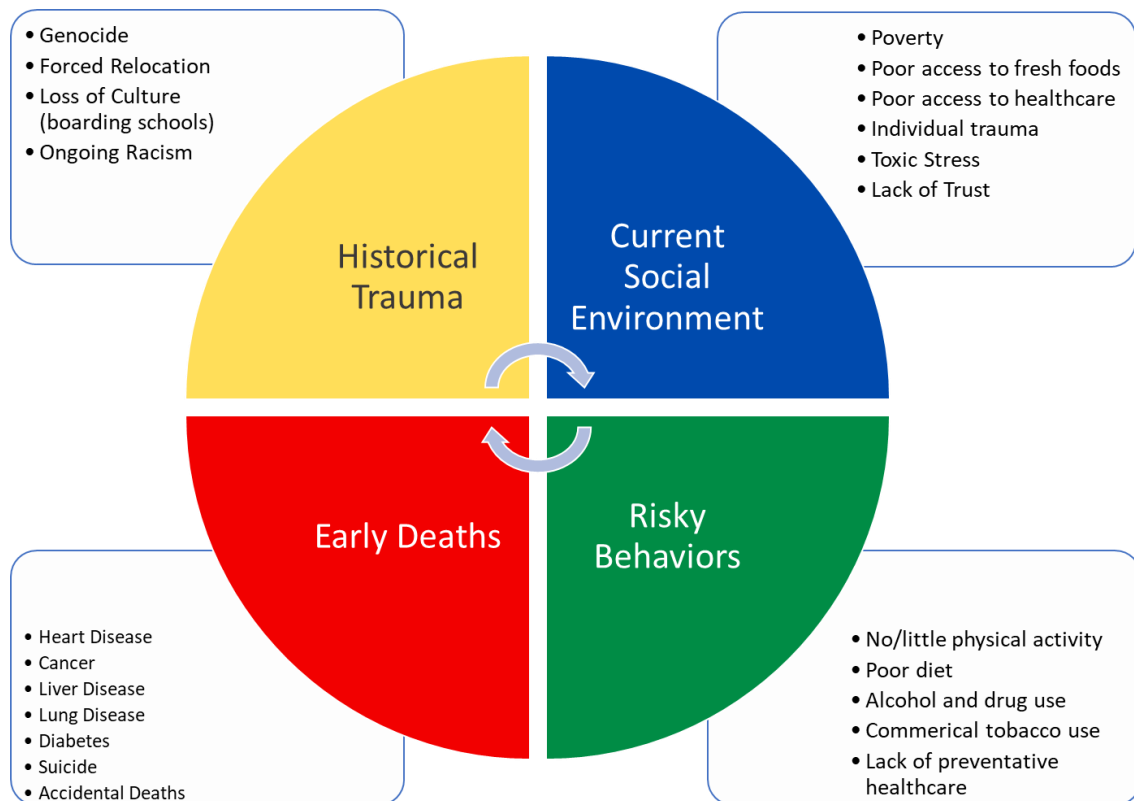 • Genocide
• Forced Relocation
• Loss of Culture
(boarding schools)
• Ongoing Racism
• Poverty
• Poor access to fresh foods
• Poor access to healthcare
• Individual trauma
• Toxic Stress
• Lack of Trust
Historical
Trauma
Current
Social
Environment
Early Deaths
Risky
Behaviors
• Heart Disease
• Cancer
• Liver Disease
• Lung Disease
• Diabetes
• Suicide
• Accidental Deaths
• No/little physical activity
• Poor diet
• Alcohol and drug use
• Commerical tobacco use
• Lack of preventative
healthcare